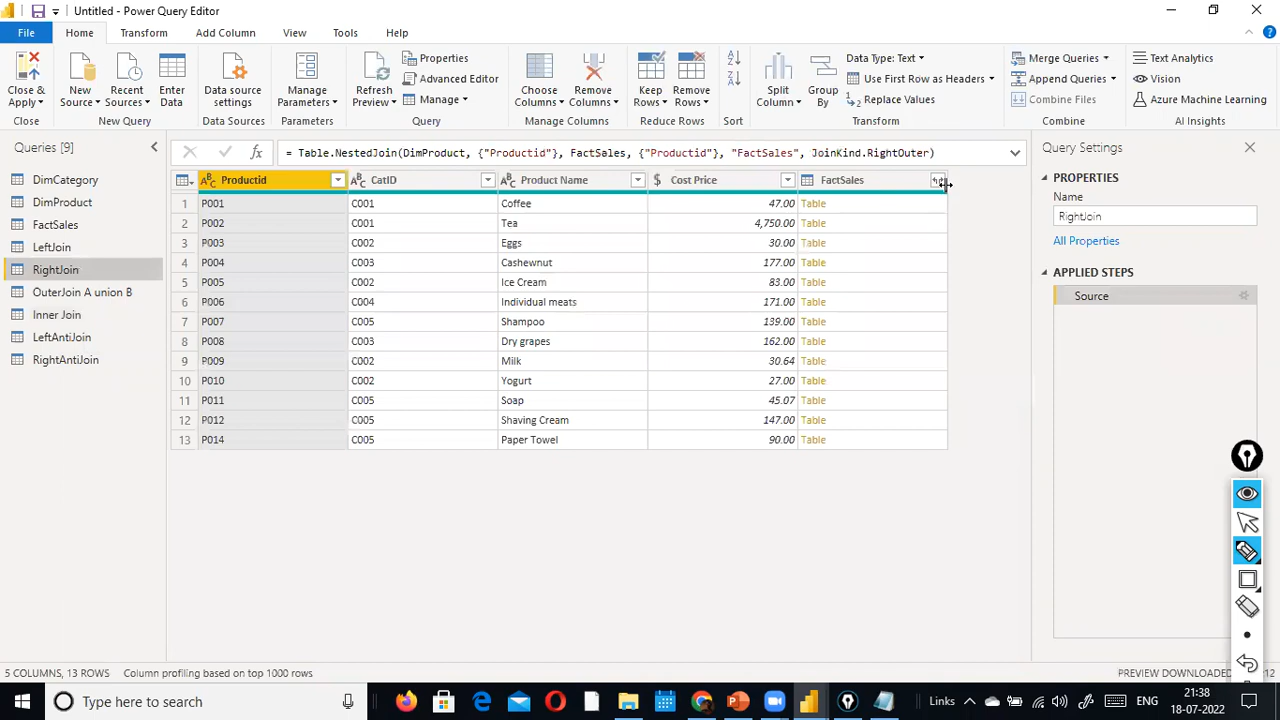 Untitled - Power Query Editor
File Home Transform Add Column View Tools Help
Close & Apply
New Source
Recent Sources
Enter Data
Data source settings
Manage Parameters
Refresh Preview
Properties
Advanced Editor
Manage
Choose Columns
Remove Columns
Keep Rows
Remove Rows
Split Column
Group By
Data Type: Text
Use First Row as Headers
Replace Values
Merge Queries
Append Queries
Combine Files
Text Analytics
Vision
Azure Machine Learning
Close New Query Data Sources Parameters Query Manage Columns Reduce Rows Sort Transform Combine AI Insights
Queries [9]
DimCategory
DimProduct
FactSales
LeftJoin
RightJoin
OuterJoin A union B
Inner Join
LeftAntiJoin
RightAntiJoin
fx = Table.NestedJoin(DimProduct, {"Productid"}, FactSales, {"Productid"}, "FactSales", JoinKind.RightOuter)
Productid CatID Product Name Cost Price FactSales
1 P001 C001 Coffee 47.00 Table
2 P002 C001 Tea 4,750.00 Table
3 P003 C002 Eggs 30.00 Table
4 P004 C003 Cashewnut 177.00 Table
5 P005 C002 Ice Cream 83.00 Table
6 P006 C004 Individual meats 171.00 Table
7 P007 C005 Shampoo 139.00 Table
8 P008 C003 Dry grapes 162.00 Table
9 P009 C002 Milk 30.64 Table
10 P010 C002 Yogurt 27.00 Table
11 P011 C005 Soap 45.07 Table
12 P012 C005 Shaving Cream 147.00 Table
13 P014 C005 Paper Towel 90.00 Table
Query Settings
PROPERTIES
Name
RightJoin
All Properties
APPLIED STEPS
Source
5 COLUMNS, 13 ROWS Column profiling based on top 1000 rows
PREVIEW DOWNLOADED
Type here to search
Links
ENG
21:38
18-07-2022